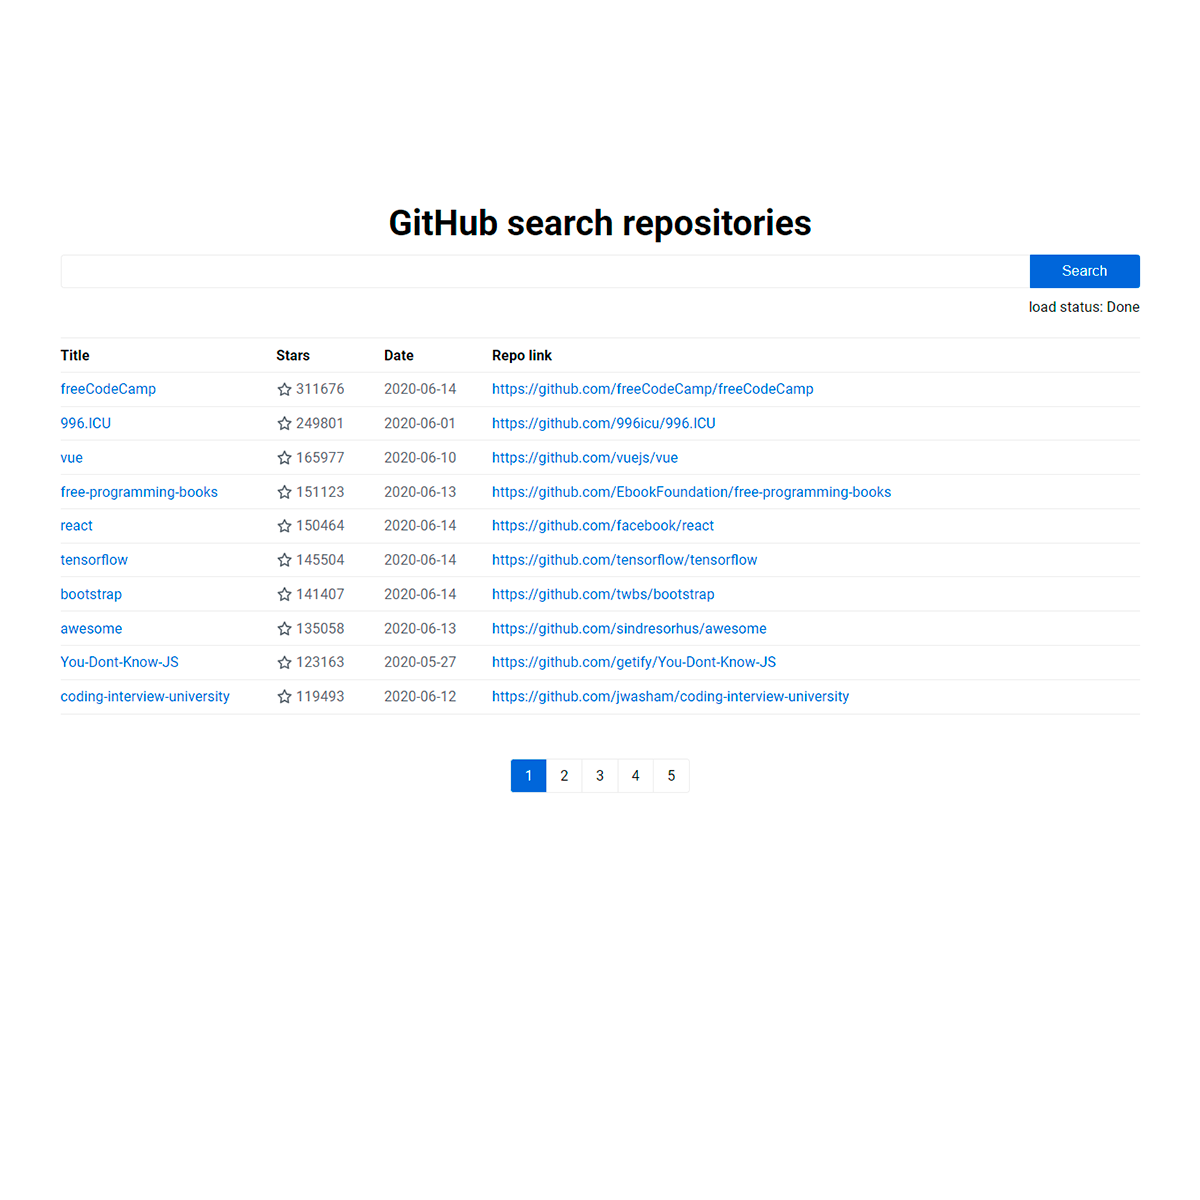 GitHub search repositories
Search
load status: Done
Title Stars Date Repo link
freeCodeCamp 311676 2020-06-14 https://github.com/freeCodeCamp/freeCodeCamp
996.ICU 249801 2020-06-01 https://github.com/996icu/996.ICU
vue 165977 2020-06-10 https://github.com/vuejs/vue
free-programming-books 151123 2020-06-13 https://github.com/EbookFoundation/free-programming-books
react 150464 2020-06-14 https://github.com/facebook/react
tensorflow 145504 2020-06-14 https://github.com/tensorflow/tensorflow
bootstrap 141407 2020-06-14 https://github.com/twbs/bootstrap
awesome 135058 2020-06-13 https://github.com/sindresorhus/awesome
You-Dont-Know-JS 123163 2020-05-27 https://github.com/getify/You-Dont-Know-JS
coding-interview-university 119493 2020-06-12 https://github.com/jwasham/coding-interview-university
1 2 3 4 5